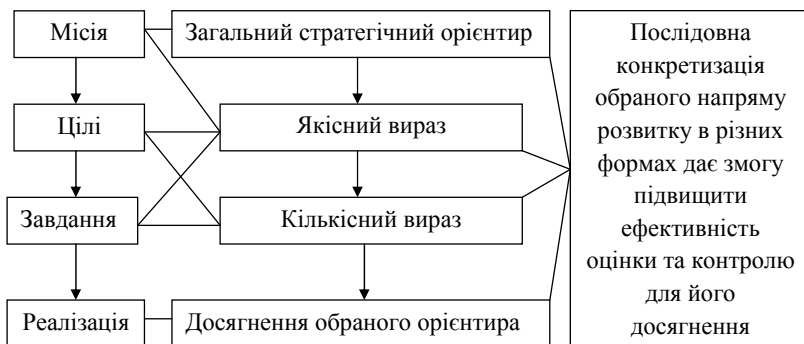 Місія
Загальний стратегічний орієнтир
Цілі
Якісний вираз
Завдання
Кількісний вираз
Реалізація
Досягнення обраного орієнтира
Послідовна
конкретизація
обраного напряму
розвитку в різних
формах дає змогу
підвищити
ефективність
оцінки та контролю
для його
досягнення